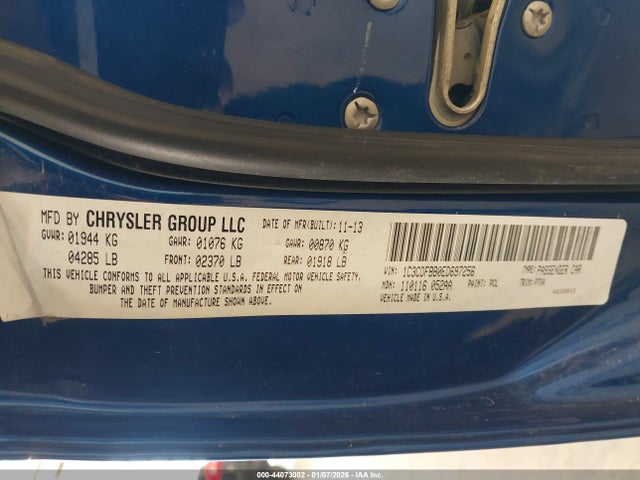 MFD BY CHRYSLER GROUP LLC DATE OF MFR(BUILT): 11-13
GVWR: 01944 KG GAWR: 01076 KG GAWR: 00870 KG
04285 LB FRONT: 02370 LB REAR: 01918 LB
THIS VEHICLE CONFORMS TO ALL APPLICABLE U.S.A. FEDERAL MOTOR VEHICLE SAFETY,
BUMPER AND THEFT PREVENTION STANDARDS IN EFFECT ON
THE DATE OF MANUFACTURE SHOWN ABOVE.
VIN: 1C3CDFBB0ED697256 TYPE: PASSENGER CAR
MDH: 110116 052AA PAINT: PCL TRIM:
MADE IN U.S.A.
000-44073002 - 01/07/2026 - IAA Inc.